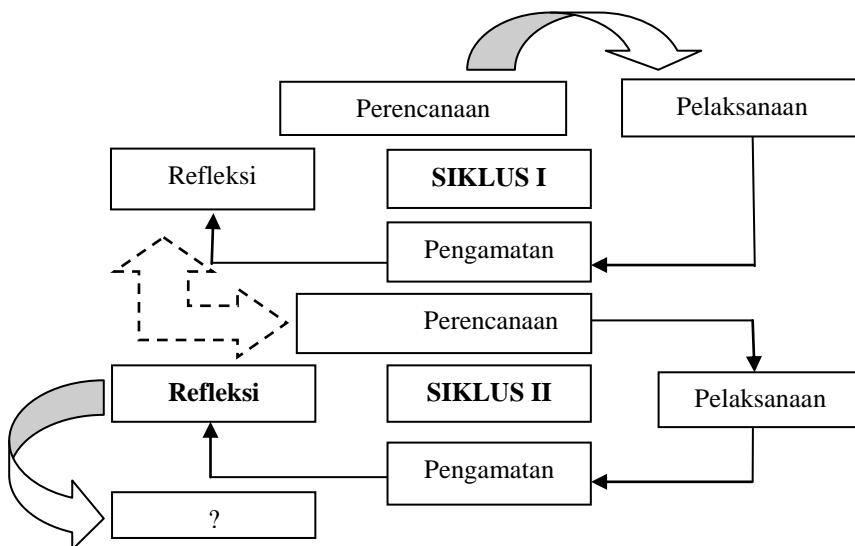 Perencanaan
Pelaksanaan
Refleksi
SIKLUS I
Pengamatan
Perencanaan
Refleksi
SIKLUS II
Pelaksanaan
Pengamatan
?